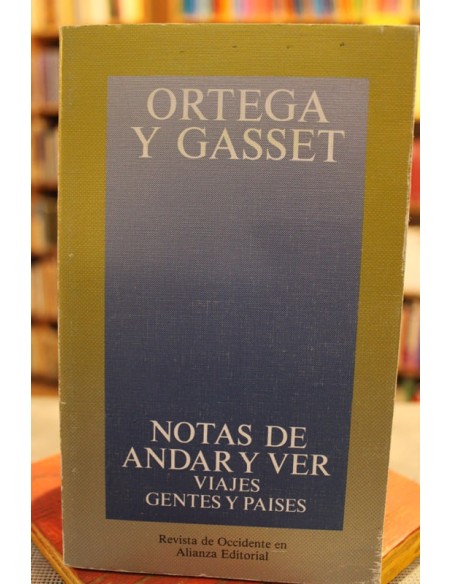 ORTEGA
Y GASSET
NOTAS DE
ANDAR Y VER
VIAJES
GENTES Y PAISES
Revista de Occidente en
Alianza Editorial